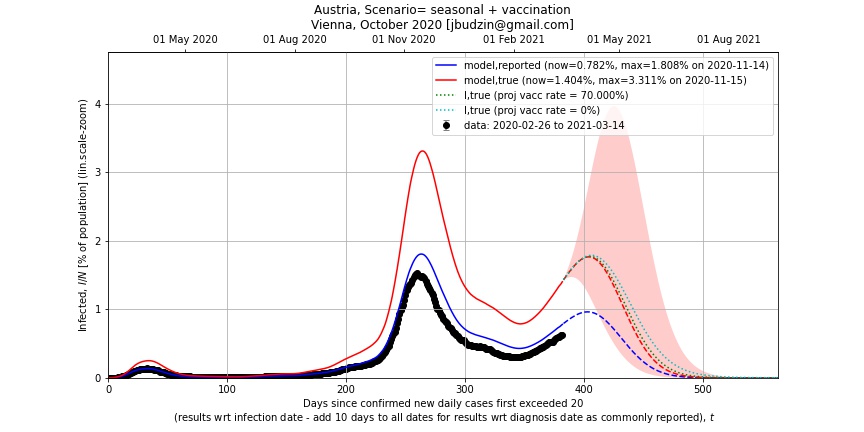 Austria, Scenario= seasonal + vaccination
Vienna, October 2020 [jbudzin@gmail.com]
01 May 2020 01 Aug 2020 01 Nov 2020 01 Feb 2021 01 May 2021 01 Aug 2021
model,reported (now=0.782%, max=1.808% on 2020-11-14)
model,true (now=1.404%, max=3.311% on 2020-11-15)
I,true (proj vacc rate = 70.000%)
I,true (proj vacc rate = 0%)
data: 2020-02-26 to 2021-03-14
Infected, I/N [% of population] (lin.scale-zoom)
4
3
2
1
0
0 100 200 300 400 500
Days since confirmed new daily cases first exceeded 20
(results wrt infection date - add 10 days to all dates for results wrt diagnosis date as commonly reported), t